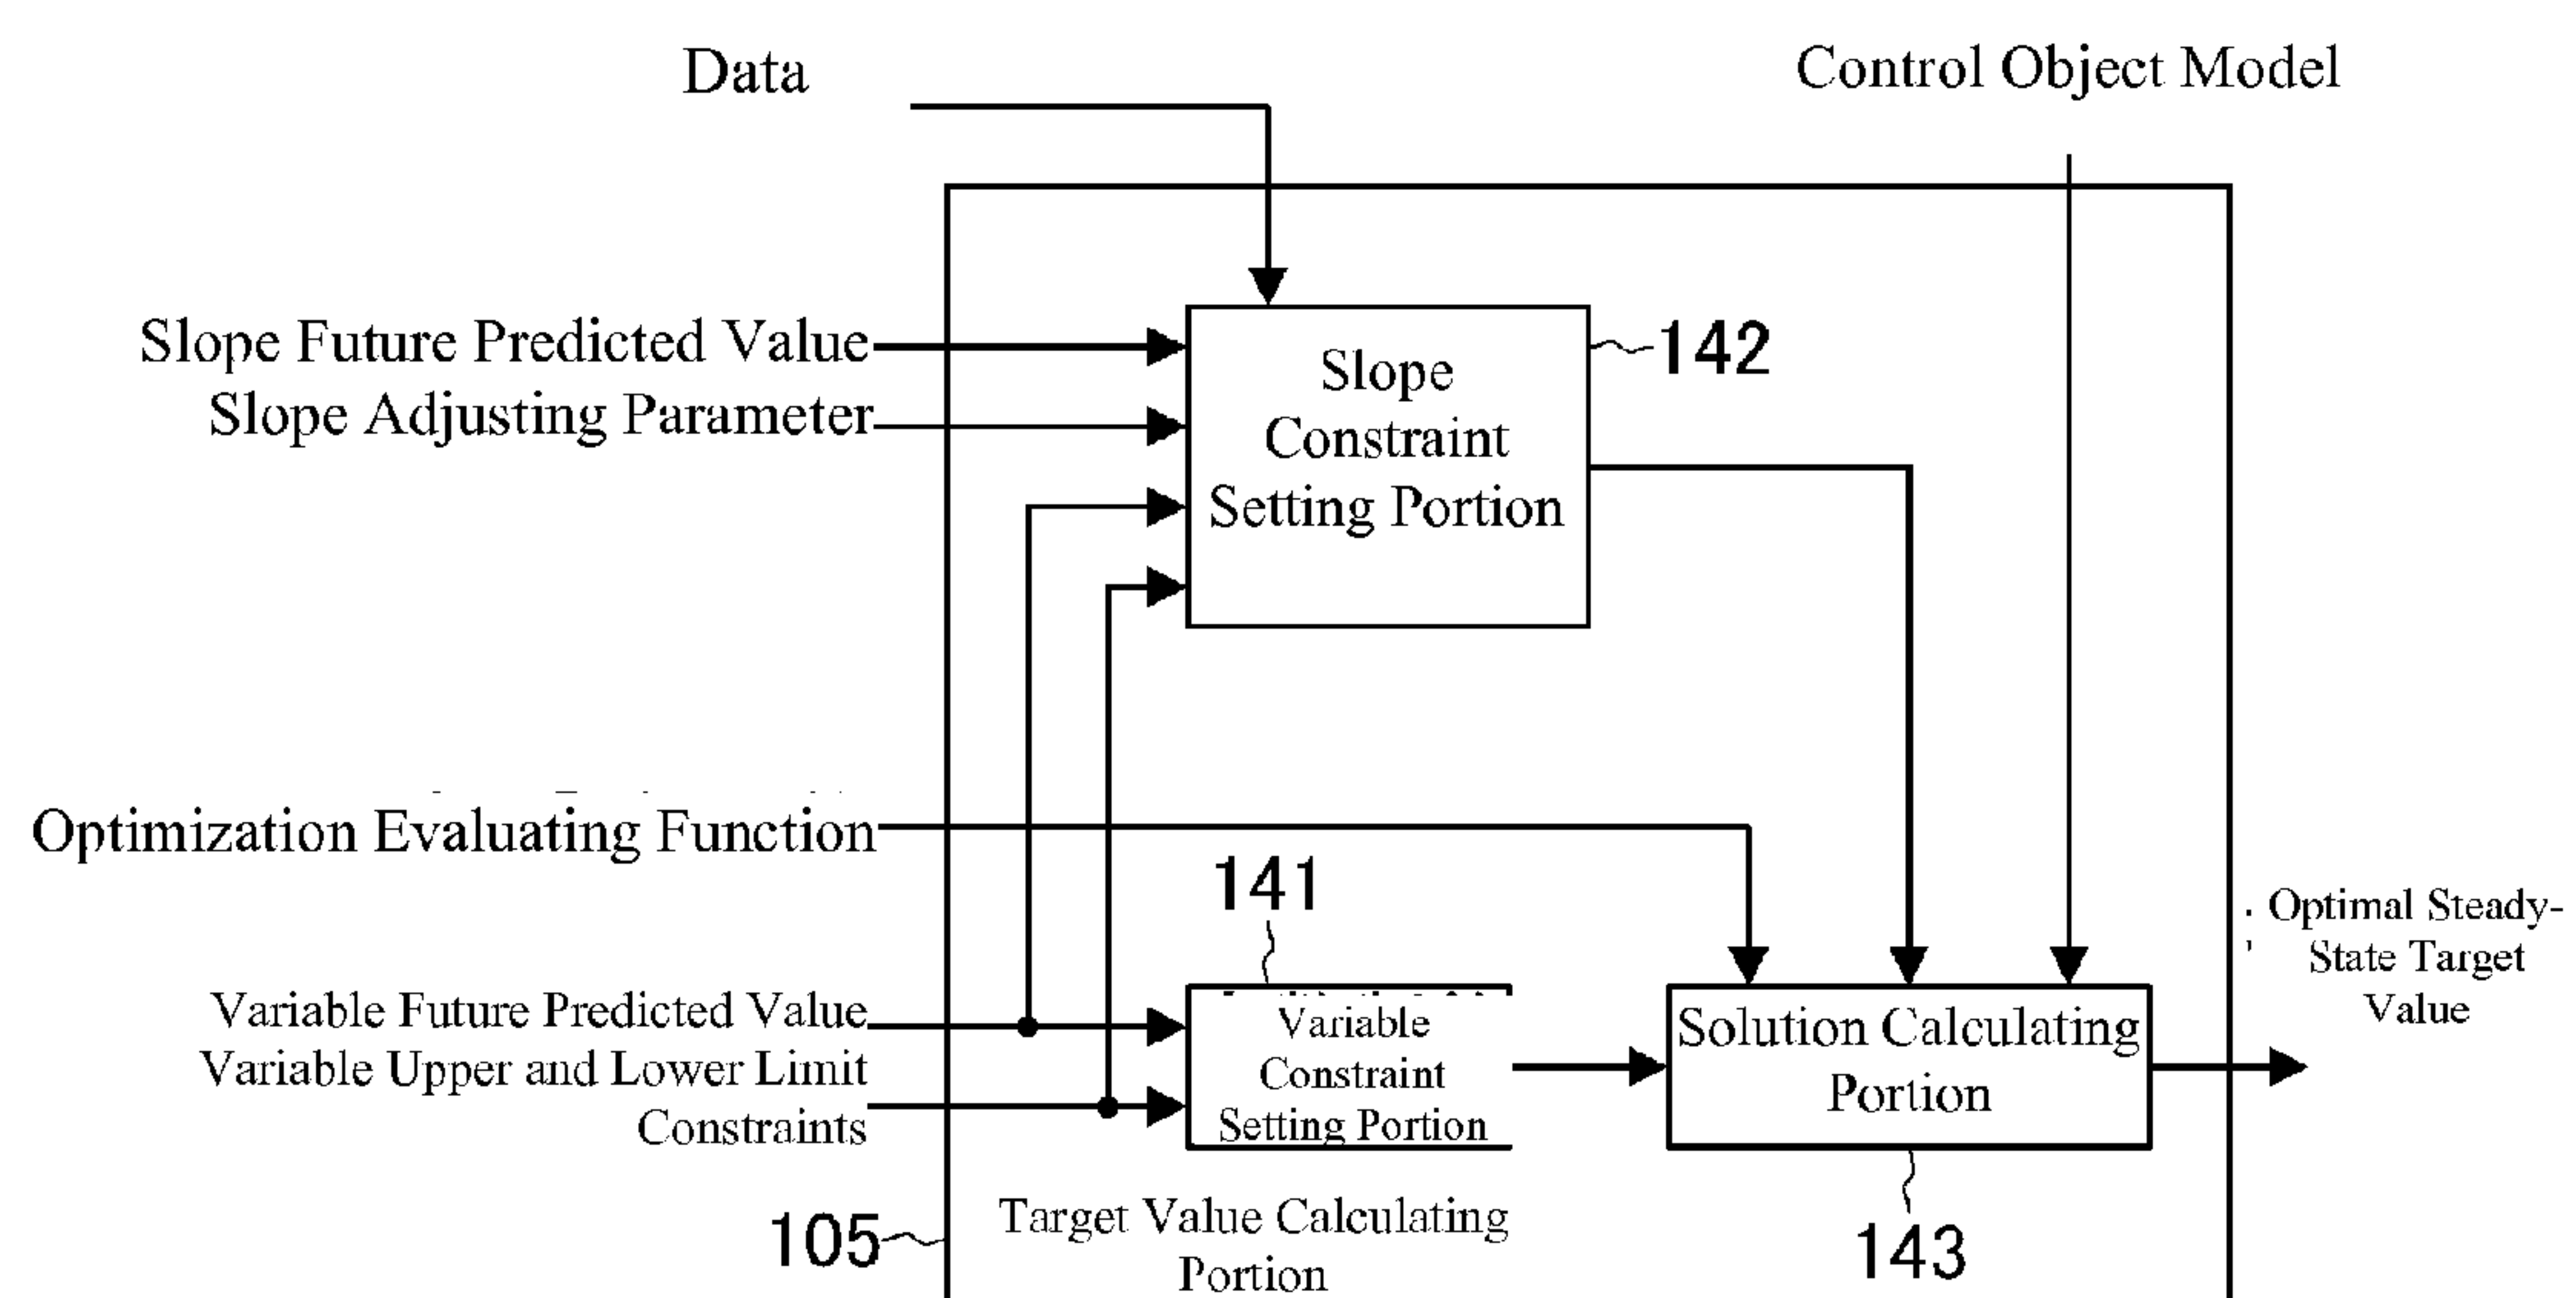 Data
Control Object Model
Slope Future Predicted Value
Slope Adjusting Parameter
Slope
Constraint
Setting Portion
142
Optimization Evaluating Function
141
Variable Future Predicted Value
Variable Upper and Lower Limit
Constraints
Variable
Constraint
Setting Portion
Solution Calculating
Portion
Optimal Steady-
State Target
Value
105
Target Value Calculating
Portion
143